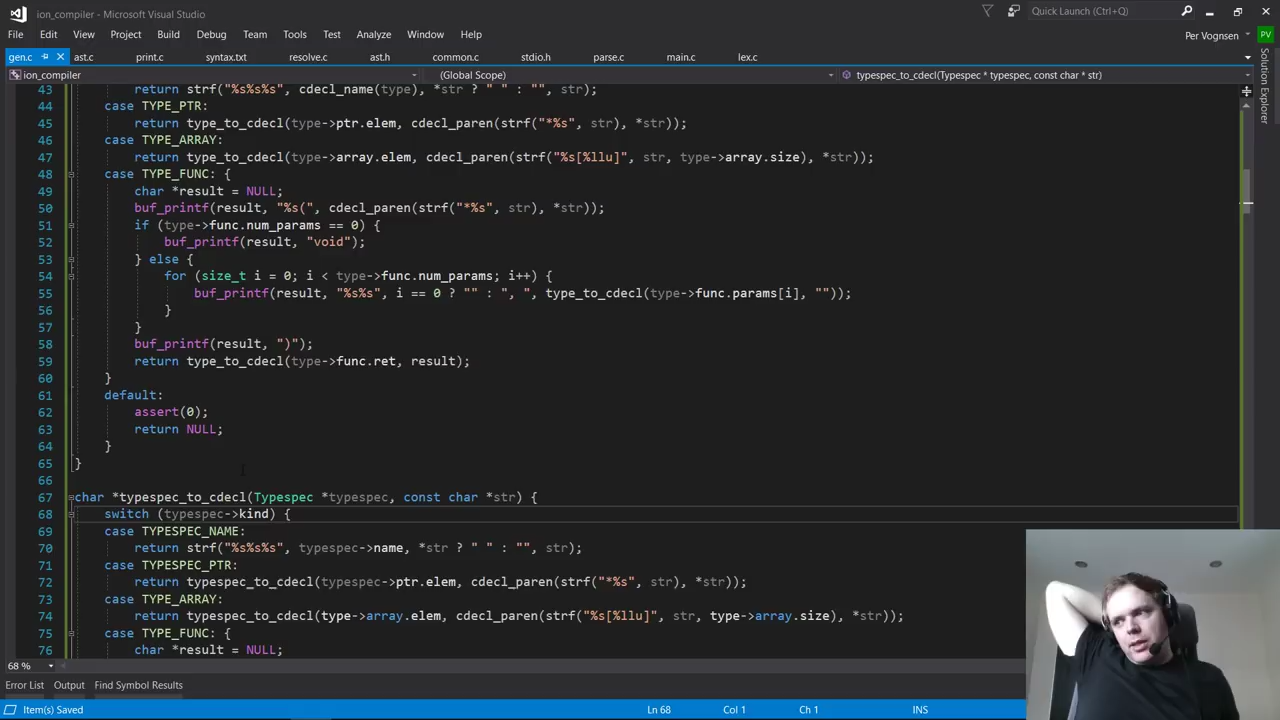 ion_compiler - Microsoft Visual Studio
Quick Launch (Ctrl+Q)
File Edit View Project Build Debug Team Tools Test Analyze Window Help
Per Vognsen PV
gen.c ast.c print.c syntax.txt resolve.c ast.h common.c stdio.h parse.c main.c lex.c
ion_compiler (Global Scope) typespec_to_cdecl(Typespec * typespec, const char * str)
Solution Explorer
43 return strf("%s%s%s", cdecl_name(type), *str ? " " : "", str);
44 case TYPE_PTR:
45 return type_to_cdecl(type->ptr.elem, cdecl_paren(strf("*%s", str), *str));
46 case TYPE_ARRAY:
47 return type_to_cdecl(type->array.elem, cdecl_paren(strf("%s[%llu]", str, type->array.size), *str));
48 case TYPE_FUNC: {
49 char *result = NULL;
50 buf_printf(result, "%s(", cdecl_paren(strf("*%s", str), *str));
51 if (type->func.num_params == 0) {
52 buf_printf(result, "void");
53 } else {
54 for (size_t i = 0; i < type->func.num_params; i++) {
55 buf_printf(result, "%s%s", i == 0 ? "" : ", ", type_to_cdecl(type->func.params[i], ""));
56 }
57 }
58 buf_printf(result, ")");
59 return type_to_cdecl(type->func.ret, result);
60 }
61 default:
62 assert(0);
63 return NULL;
64 }
65 }
66
67 char *typespec_to_cdecl(Typespec *typespec, const char *str) {
68 switch (typespec->kind) {
69 case TYPESPEC_NAME:
70 return strf("%s%s%s", typespec->name, *str ? " " : "", str);
71 case TYPESPEC_PTR:
72 return typespec_to_cdecl(typespec->ptr.elem, cdecl_paren(strf("*%s", str), *str));
73 case TYPE_ARRAY:
74 return typespec_to_cdecl(type->array.elem, cdecl_paren(strf("%s[%llu]", str, type->array.size), *str));
75 case TYPE_FUNC: {
76 char *result = NULL;
68 %
Error List Output Find Symbol Results
Item(s) Saved Ln 68 Col 1 Ch 1 INS